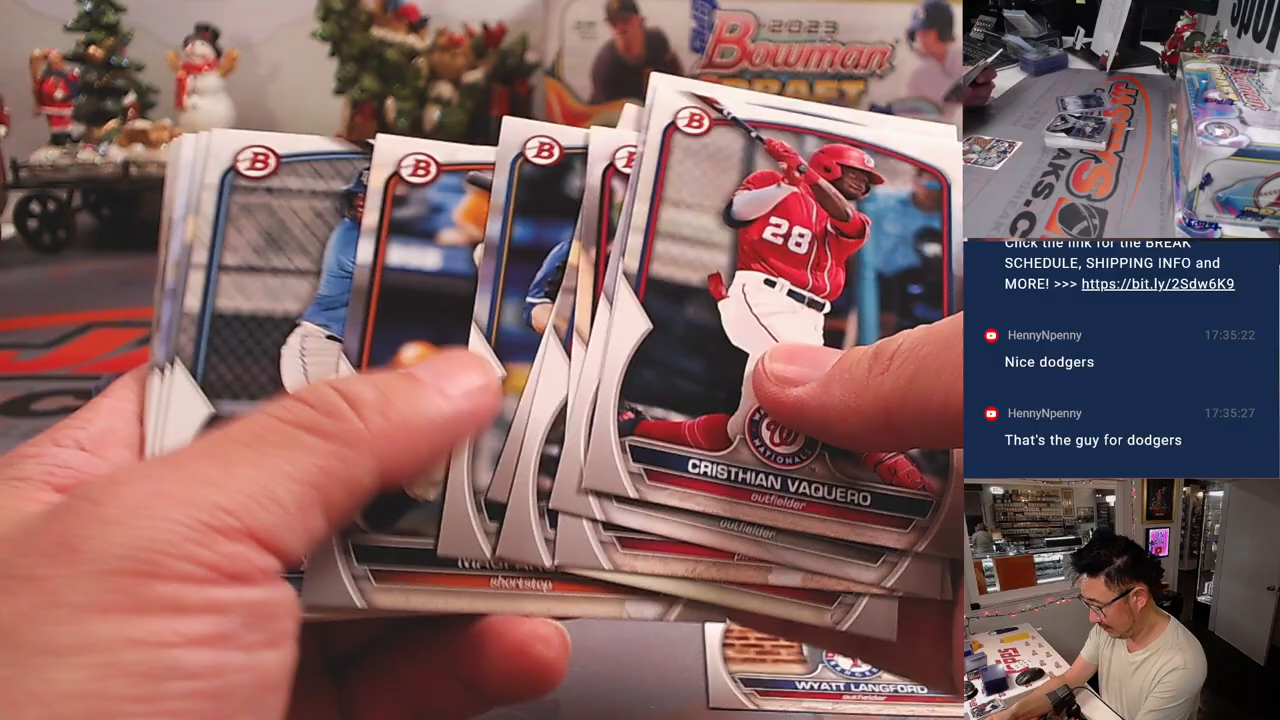 2023
Bowman
DRAFT
B
B
B
B
28
NATIONALS
CRISTHIAN VAQUERO
outfielder
outfielder
shortstop
WYATT LANGFORD
outfielder
Click the link for the BREAK
SCHEDULE, SHIPPING INFO and
MORE! >>> https://bit.ly/2Sdw6K9
HennyNpenny 17:35:22
Nice dodgers
HennyNpenny 17:35:27
That's the guy for dodgers